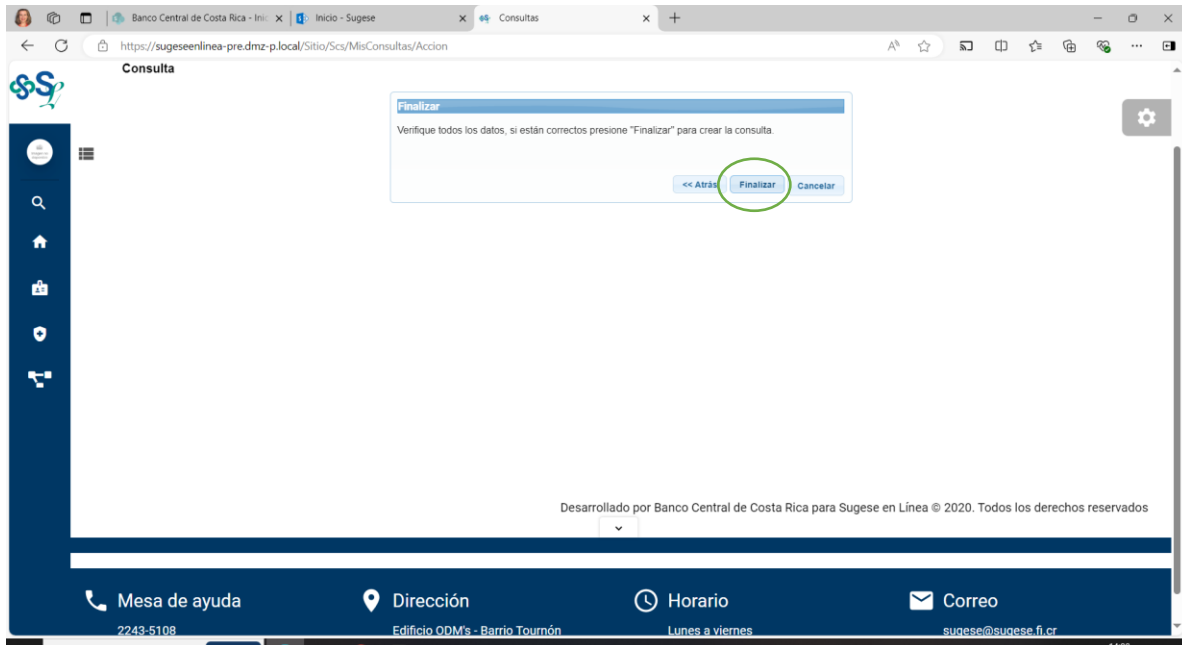 Banco Central de Costa Rica - Inic
Inicio - Sugese
Consultas
https://sugeseenlinea-pre.dmz-p.local/Sitio/Scs/MisConsultas/Accion
Consulta
Finalizar
Verifique todos los datos, si están correctos presione "Finalizar" para crear la consulta.
<< Atrás
Finalizar
Cancelar
Desarrollado por Banco Central de Costa Rica para Sugese en Línea © 2020. Todos los derechos reservados
Mesa de ayuda
Dirección
Horario
Correo
2243-5108
Edificio ODM's - Barrio Tournón
Lunes a viernes
sugese@sugese.fi.cr